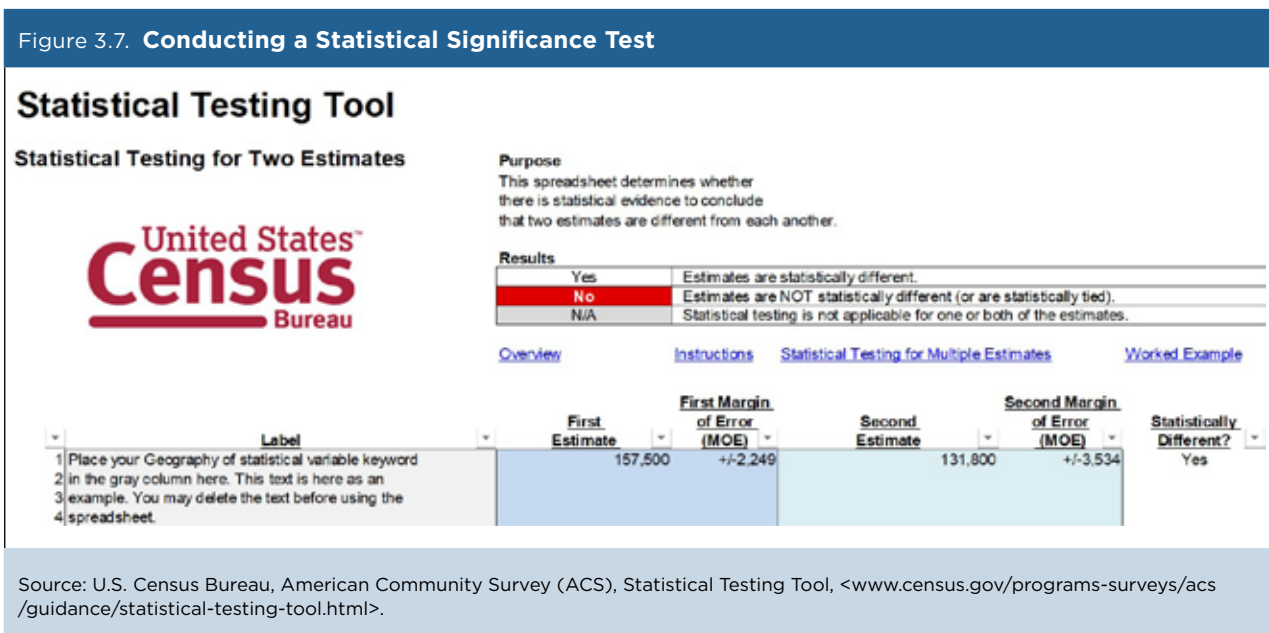 Figure 3.7. Conducting a Statistical Significance Test
Statistical Testing Tool
Statistical Testing for Two Estimates
United States™
Census
Bureau
Purpose
This spreadsheet determines whether
there is statistical evidence to conclude
that two estimates are different from each another.
Results
Yes Estimates are statistically different.
No Estimates are NOT statistically different (or are statistically tied).
N/A Statistical testing is not applicable for one or both of the estimates.
Overview Instructions Statistical Testing for Multiple Estimates Worked Example
First Margin Second Margin
First of Error Second of Error Statistically
Label Estimate (MOE) Estimate (MOE) Different?
1 Place your Geography of statistical variable keyword 157,500 +/-2,249 131,800 +/-3,534 Yes
2 in the gray column here. This text is here as an
3 example. You may delete the text before using the
4 spreadsheet.
Source: U.S. Census Bureau, American Community Survey (ACS), Statistical Testing Tool, <www.census.gov/programs-surveys/acs
/guidance/statistical-testing-tool.html>.